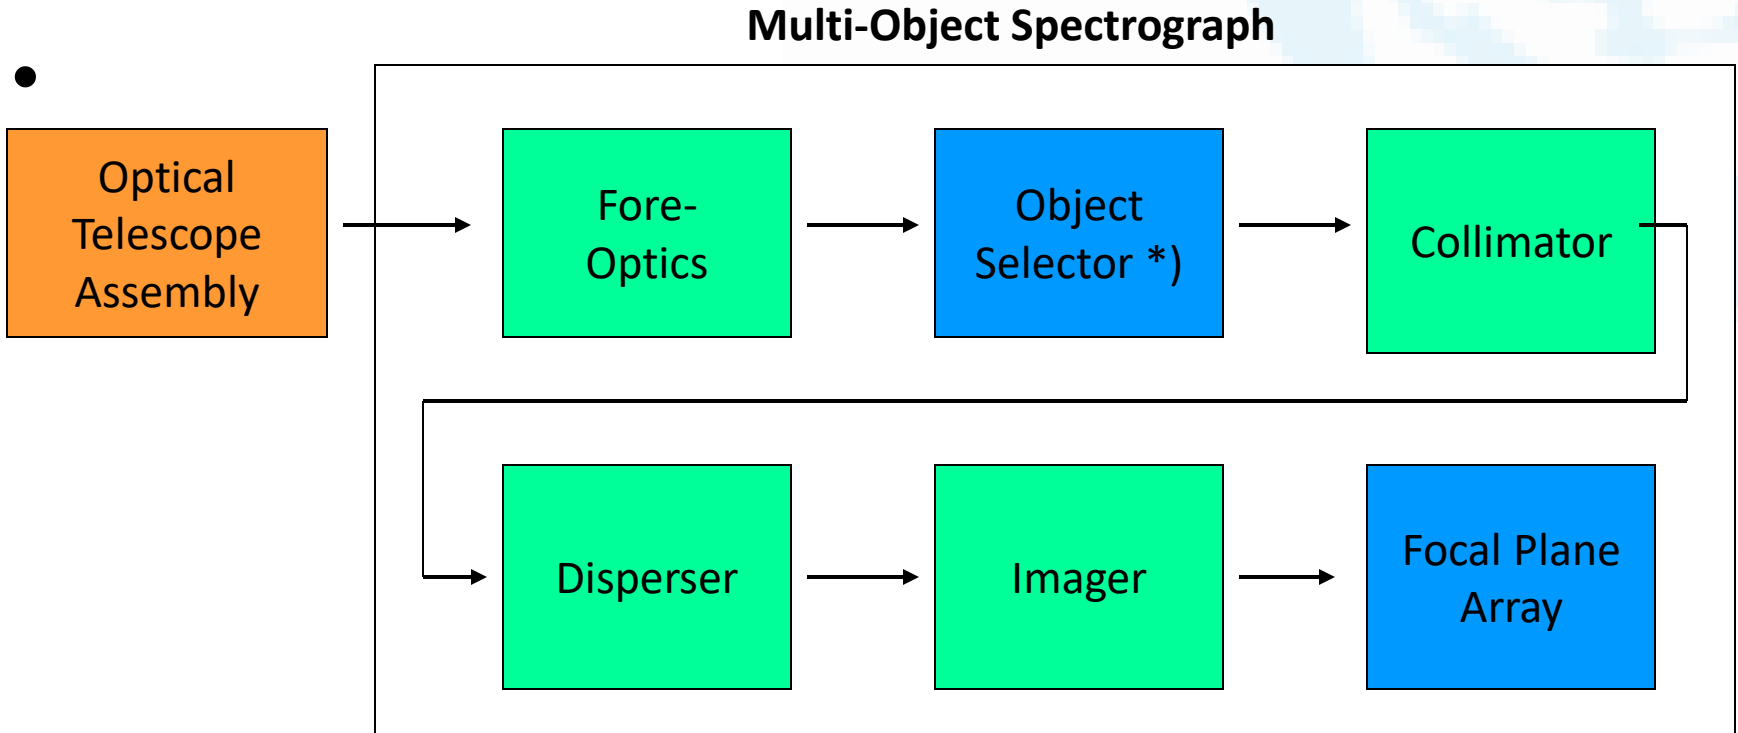 Multi-Object Spectrograph
•
Optical
Telescope
Assembly
Fore-
Optics
Object
Selector *)
Collimator
Disperser
Imager
Focal Plane
Array